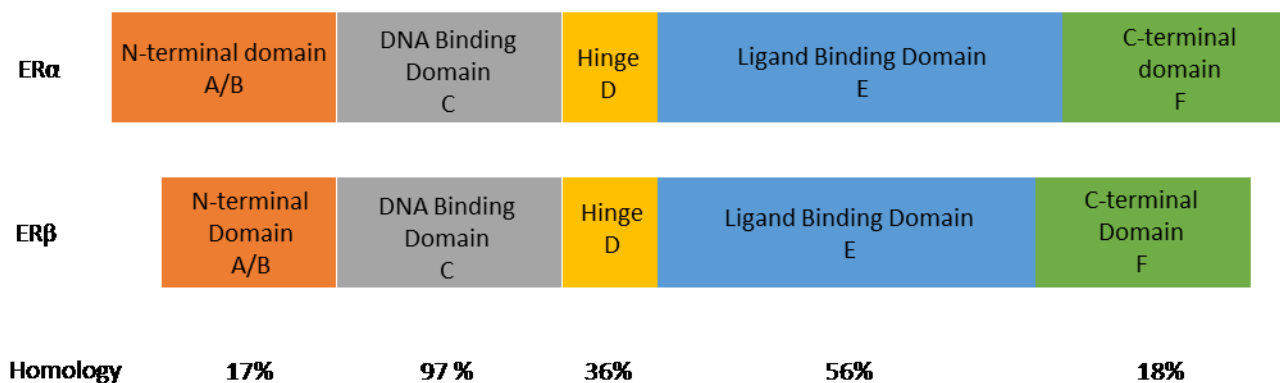 ERα
N-terminal domain
A/B
DNA Binding
Domain
C
Hinge
D
Ligand Binding Domain
E
C-terminal
domain
F
ERβ
N-terminal
Domain
A/B
DNA Binding
Domain
C
Hinge
D
Ligand Binding Domain
E
C-terminal
Domain
F
Homology 17% 97 % 36% 56% 18%